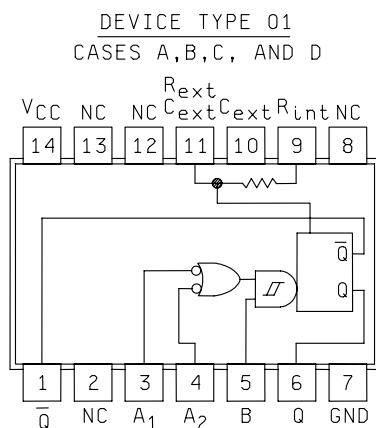 DEVICE TYPE 01
CASES A,B,C, AND D
Rext
VCC NC NC Cext Cext Rint NC
14 13 12 11 10 9 8
Q̅
Q
1 2 3 4 5 6 7
Q̅ NC A1 A2 B Q GND